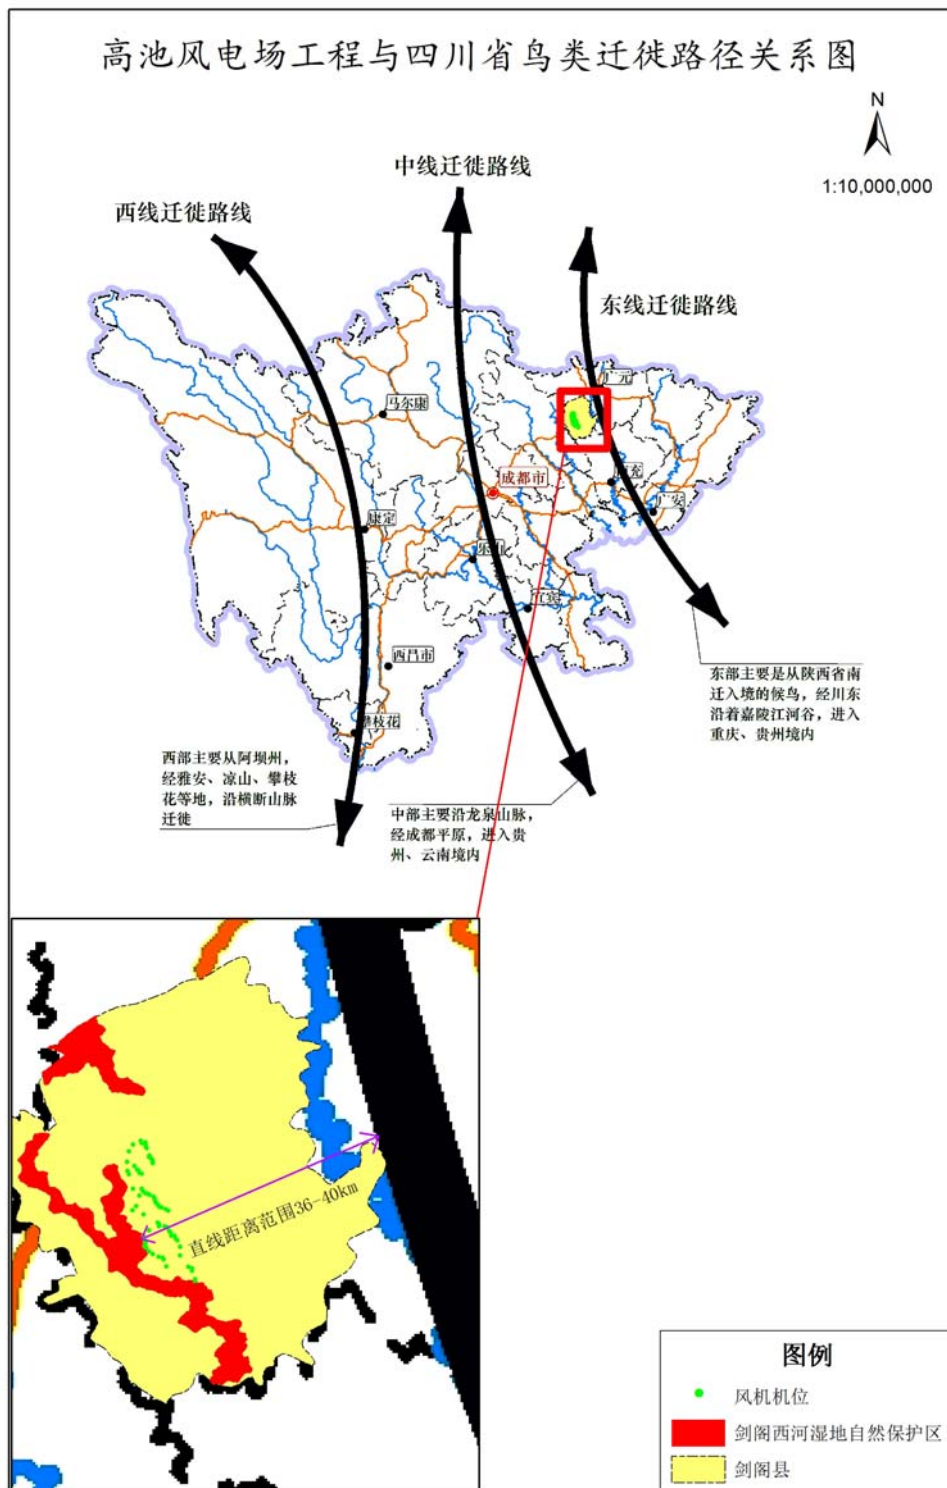 高池风电场工程与四川省鸟类迁徙路径关系图
N
1:10,000,000
中线迁徙路线
西线迁徙路线
东线迁徙路线
广元
马尔康
成都市
南充
广安
康定
乐山
宜宾
西昌市
攀枝花
东部主要是从陕西省南
迁入境的候鸟，经川东
沿着嘉陵江河谷，进入
重庆、贵州境内
西部主要从阿坝州，
经雅安、凉山、攀枝
花等地，沿横断山脉
迁徙
中部主要沿龙泉山脉，
经成都平原，进入贵
州、云南境内
直线距离范围36-40km
图例
风机机位
剑阁西河湿地自然保护区
剑阁县